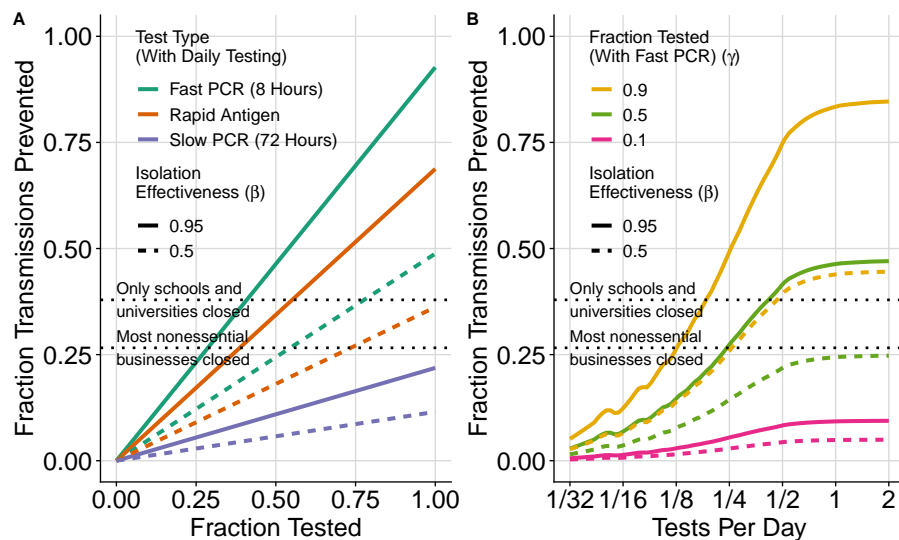 A
Fraction Transmissions Prevented
1.00
0.75
0.50
0.25
0.00
Test Type
(With Daily Testing)
Fast PCR (8 Hours)
Rapid Antigen
Slow PCR (72 Hours)
Isolation
Effectiveness (β)
0.95
0.5
Only schools and
universities closed
Most nonessential
businesses closed
0.00 0.25 0.50 0.75 1.00
Fraction Tested
B
Fraction Transmissions Prevented
1.00
0.75
0.50
0.25
0.00
Fraction Tested
(With Fast PCR) (γ)
0.9
0.5
0.1
Isolation
Effectiveness (β)
0.95
0.5
Only schools and
universities closed
Most nonessential
businesses closed
1/32 1/16 1/8 1/4 1/2 1 2
Tests Per Day